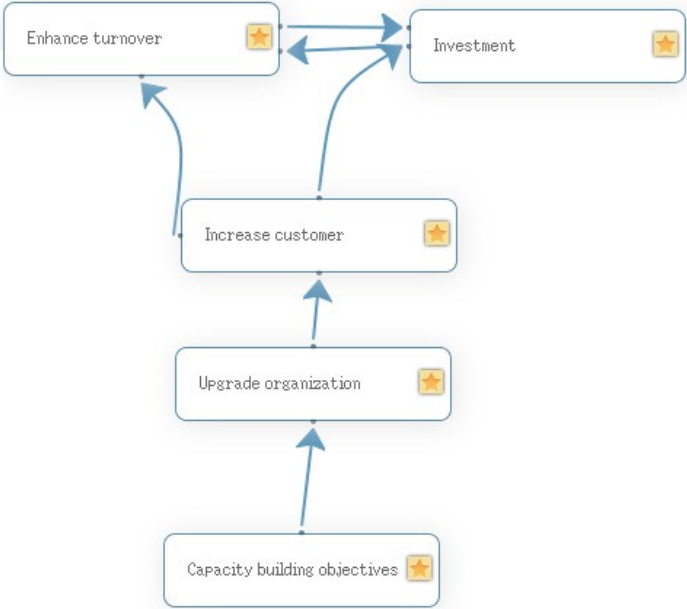 Enhance turnover
Investment
Increase customer
Upgrade organization
Capacity building objectives